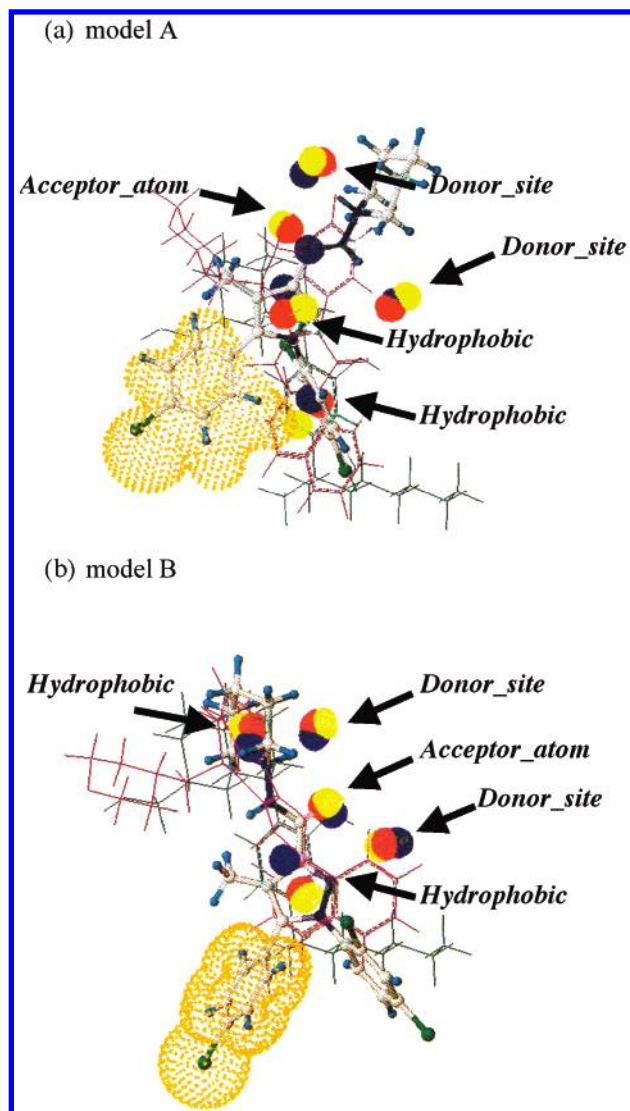 (a) model A
Acceptor_atom
Donor_site
Donor_site
Hydrophobic
Hydrophobic
(b) model B
Hydrophobic
Donor_site
Acceptor_atom
Donor_site
Hydrophobic